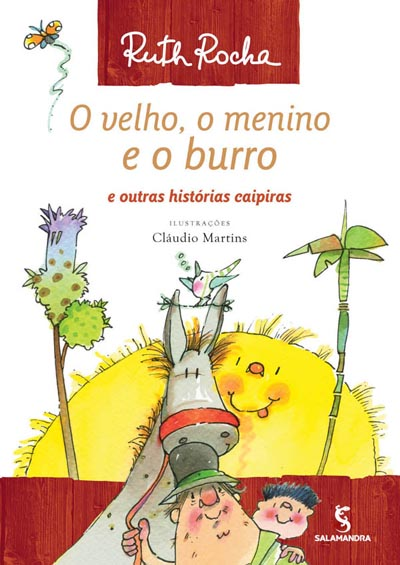 Ruth Rocha
O velho, o menino
e o burro
e outras histórias caipiras
ILUSTRAÇÕES
Cláudio Martins
SALAMANDRA